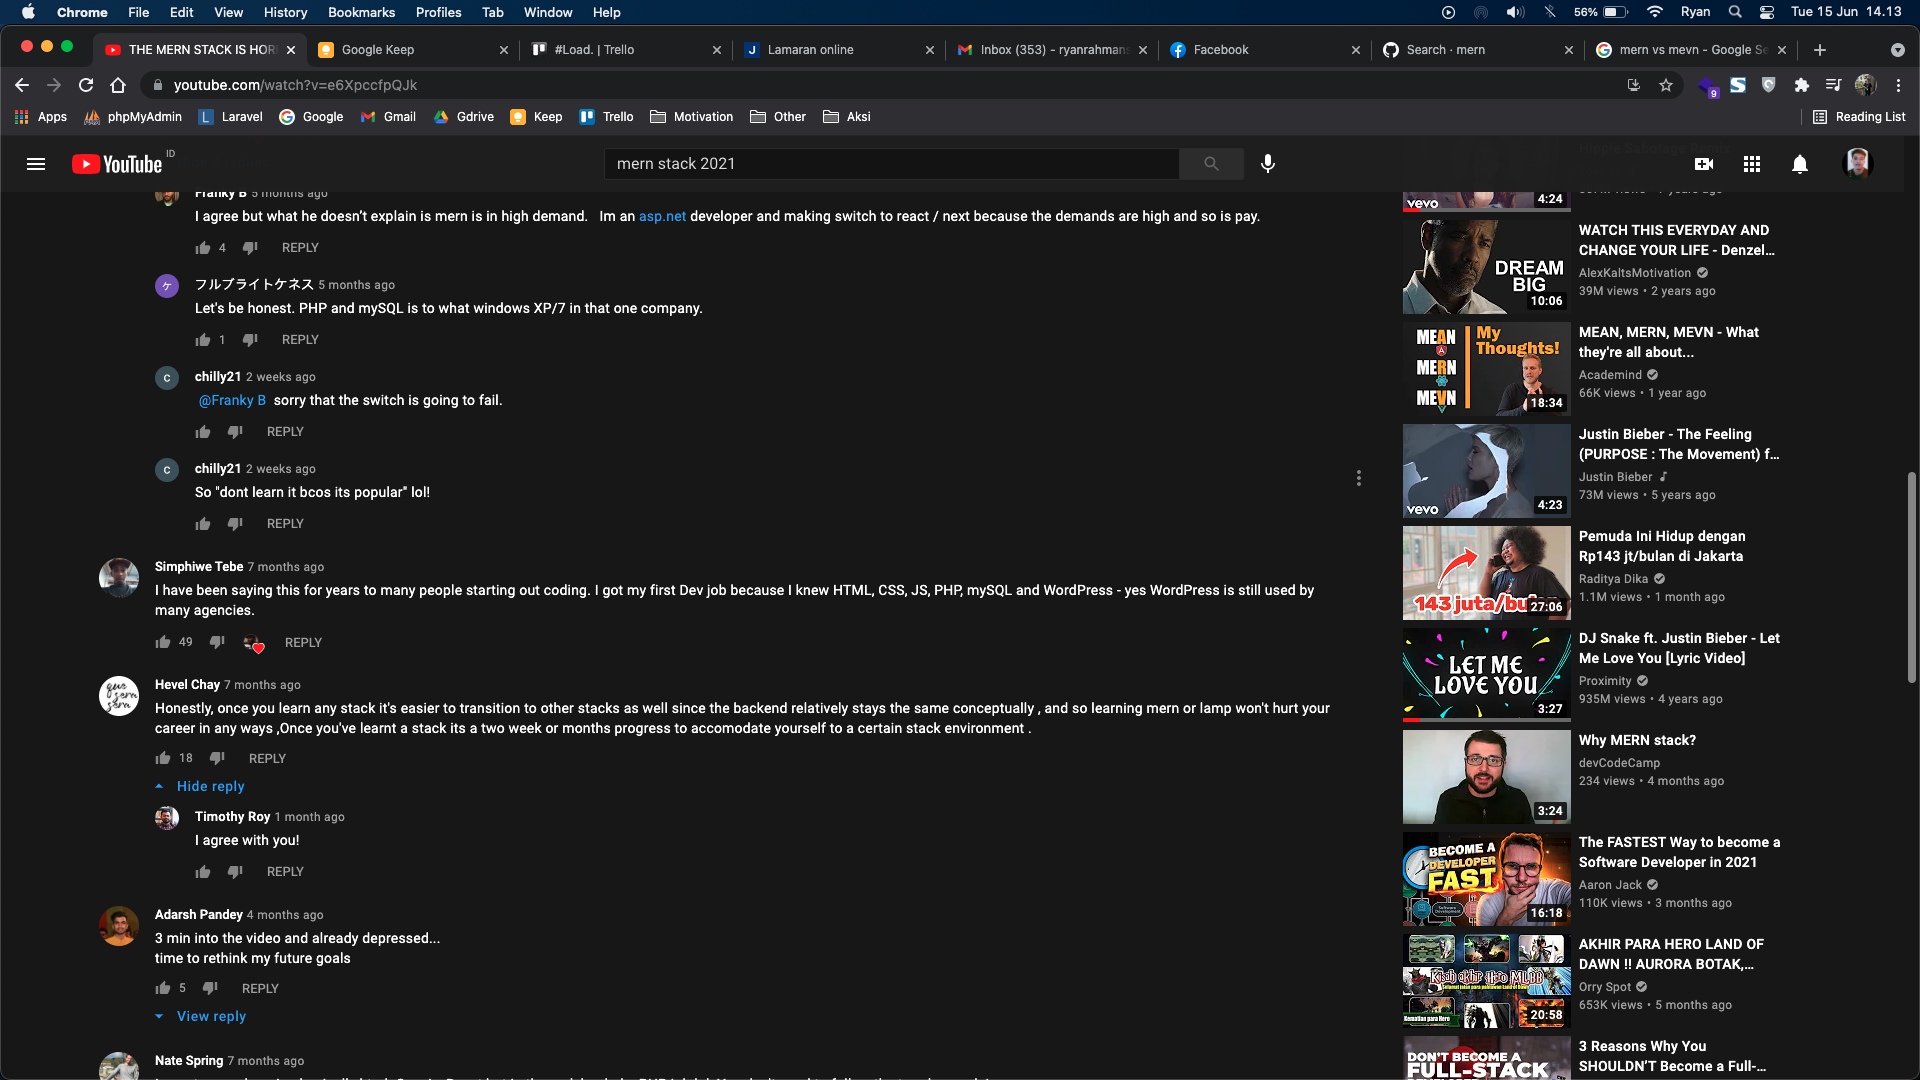 Chrome File Edit View History Bookmarks Profiles Tab Window Help 56% Ryan Tue 15 Jun 14.13
THE MERN STACK IS HOR Google Keep #Load. | Trello Lamaran online Inbox (353) - ryanrahmans Facebook Search · mern mern vs mevn - Google Se
youtube.com/watch?v=e6XpccfpQJk 9
Apps phpMyAdmin Laravel Google Gmail Gdrive Keep Trello Motivation Other Aksi Reading List
YouTube ID
mern stack 2021
Franky B 5 months ago
I agree but what he doesn't explain is mern is in high demand. Im an asp.net developer and making switch to react / next because the demands are high and so is pay.
4 REPLY
フルブライトケネス 5 months ago
Let's be honest. PHP and mySQL is to what windows XP/7 in that one company.
1 REPLY
chilly21 2 weeks ago
@Franky B sorry that the switch is going to fail.
REPLY
chilly21 2 weeks ago
So "dont learn it bcos its popular" lol!
REPLY
Simphiwe Tebe 7 months ago
I have been saying this for years to many people starting out coding. I got my first Dev job because I knew HTML, CSS, JS, PHP, mySQL and WordPress - yes WordPress is still used by
many agencies.
49 REPLY
Hevel Chay 7 months ago
Honestly, once you learn any stack it's easier to transition to other stacks as well since the backend relatively stays the same conceptually , and so learning mern or lamp won't hurt your
career in any ways ,Once you've learnt a stack its a two week or months progress to accomodate yourself to a certain stack environment .
18 REPLY
Hide reply
Timothy Roy 1 month ago
I agree with you!
REPLY
Adarsh Pandey 4 months ago
3 min into the video and already depressed...
time to rethink my future goals
5 REPLY
View reply
Nate Spring 7 months ago
vevo 4:24
DREAM
BIG
10:06
WATCH THIS EVERYDAY AND
CHANGE YOUR LIFE - Denzel...
AlexKaltsMotivation
39M views • 2 years ago
MEAN
MERN
MEVN
My
Thoughts!
18:34
MEAN, MERN, MEVN - What
they're all about...
Academind
66K views • 1 year ago
vevo 4:23
Justin Bieber - The Feeling
(PURPOSE : The Movement) f...
Justin Bieber
73M views • 5 years ago
143 juta/bu
27:06
Pemuda Ini Hidup dengan
Rp143 jt/bulan di Jakarta
Raditya Dika
1.1M views • 1 month ago
LET ME
LOVE YOU
3:27
DJ Snake ft. Justin Bieber - Let
Me Love You [Lyric Video]
Proximity
935M views • 4 years ago
3:24
Why MERN stack?
devCodeCamp
234 views • 4 months ago
BECOME A
DEVELOPER
FAST
16:18
The FASTEST Way to become a
Software Developer in 2021
Aaron Jack
110K views • 3 months ago
Kisah akhir Hero MLBB
Kematian para Hero
20:58
AKHIR PARA HERO LAND OF
DAWN !! AURORA BOTAK,...
Orry Spot
653K views • 5 months ago
DON'T BECOME A
FULL-STACK
3 Reasons Why You
SHOULDN'T Become a Full-...